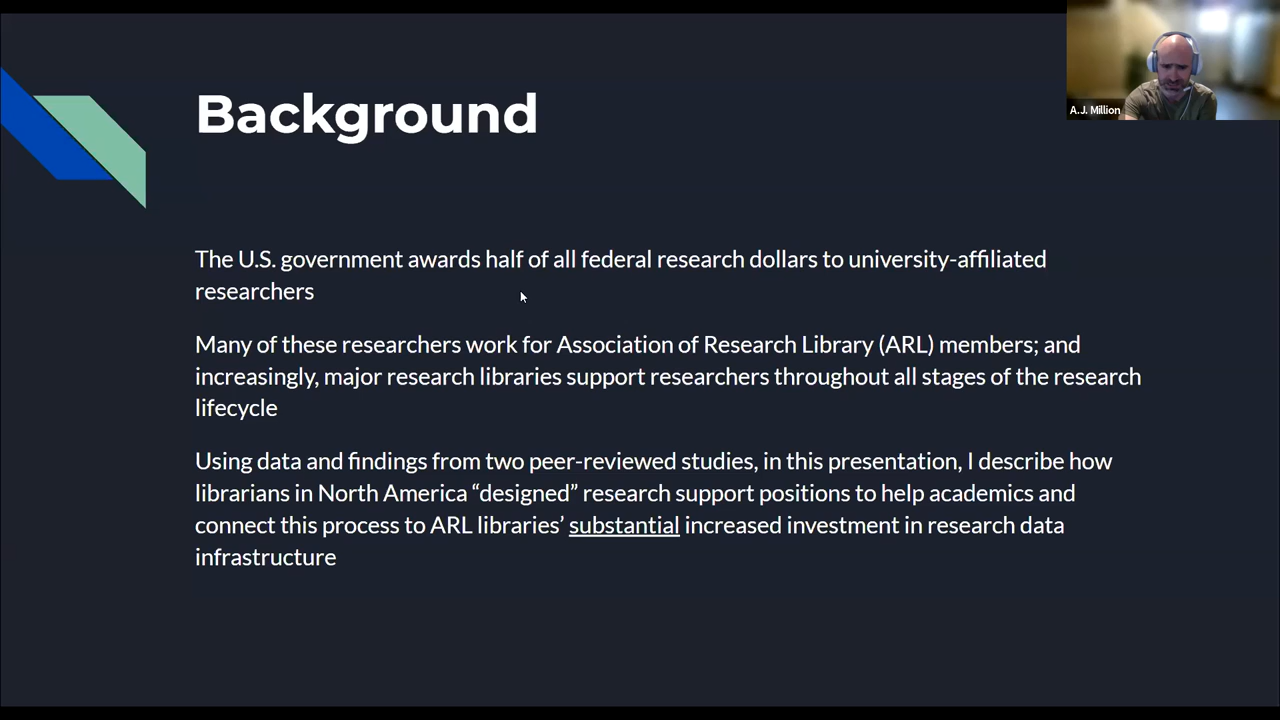 Background
A.J. Million
The U.S. government awards half of all federal research dollars to university-affiliated
researchers
Many of these researchers work for Association of Research Library (ARL) members; and
increasingly, major research libraries support researchers throughout all stages of the research
lifecycle
Using data and findings from two peer-reviewed studies, in this presentation, I describe how
librarians in North America “designed” research support positions to help academics and
connect this process to ARL libraries’ substantial increased investment in research data
infrastructure